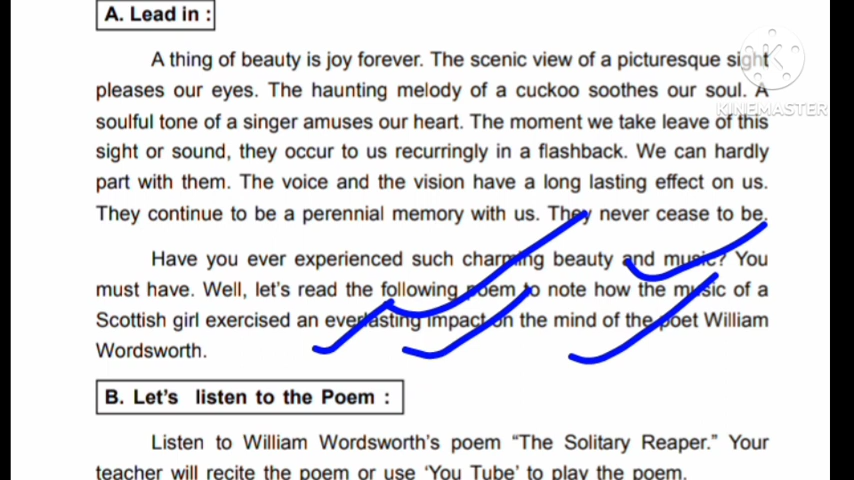 A. Lead in :
A thing of beauty is joy forever. The scenic view of a picturesque sight
pleases our eyes. The haunting melody of a cuckoo soothes our soul. A
KINEMASTER
soulful tone of a singer amuses our heart. The moment we take leave of this
sight or sound, they occur to us recurringly in a flashback. We can hardly
part with them. The voice and the vision have a long lasting effect on us.
They continue to be a perennial memory with us. They never cease to be.
Have you ever experienced such charming beauty and music? You
must have. Well, let's read the following poem to note how the music of a
Scottish girl exercised an everlasting impact on the mind of the poet William
Wordsworth.
B. Let's listen to the Poem :
Listen to William Wordsworth's poem “The Solitary Reaper.” Your
teacher will recite the poem or use ‘You Tube’ to play the poem.